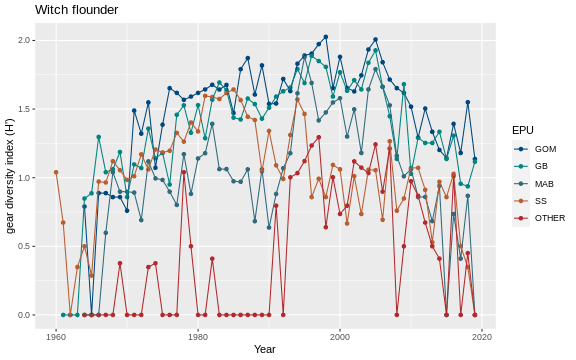 Witch flounder
gear diversity index (H')
2.0
1.5
1.0
0.5
0.0
1960
1980
2000
2020
Year
EPU
GOM
GB
MAB
SS
OTHER